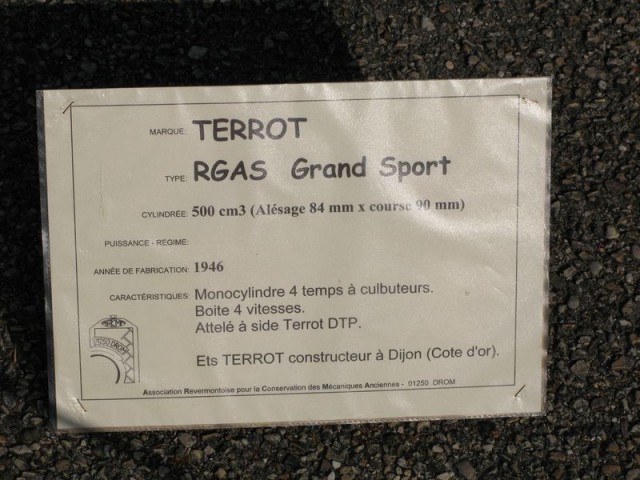 MARQUE: TERROT
TYPE: RGAS Grand Sport
CYLINDRÉE: 500 cm3 (Alésage 84 mm x course 90 mm)
PUISSANCE - RÉGIME:
ANNÉE DE FABRICATION: 1946
CARACTÉRISTIQUES: Monocylindre 4 temps à culbuteurs.
Boite 4 vitesses.
Attelé à side Terrot DTP.
01250 DROM
Ets TERROT constructeur à Dijon (Cote d'or).
Association Revermontoise pour la Conservation des Mécaniques Anciennes - 01250 DROM